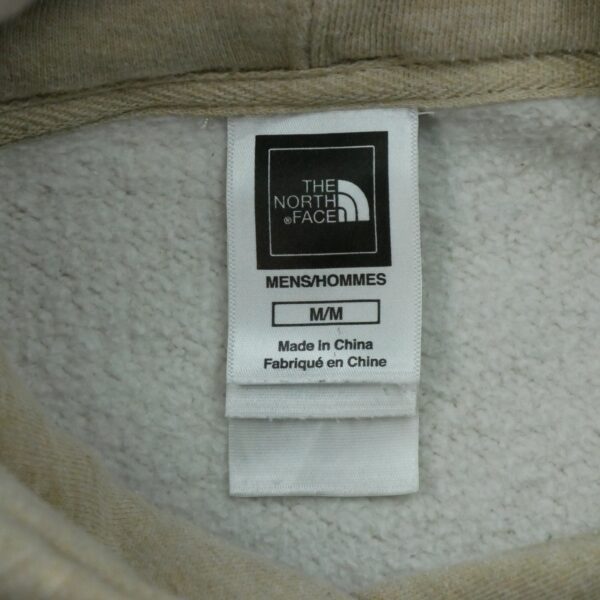 THE
NORTH
®FACE
MENS/HOMMES
M/M
Made in China
Fabriqué en Chine